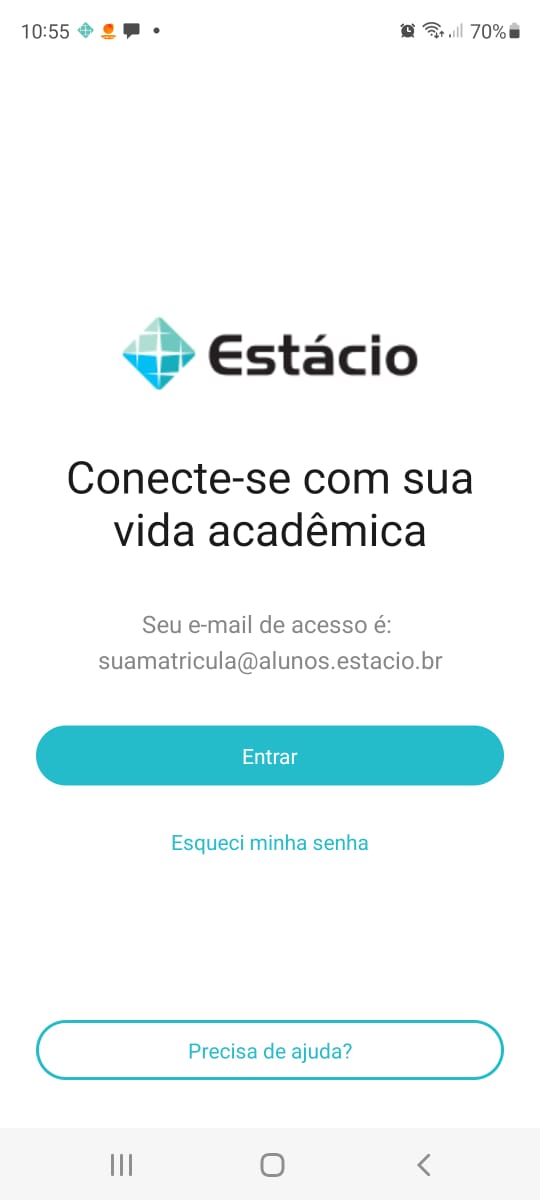 10:55
70%
Estácio
Conecte-se com sua
vida acadêmica
Seu e-mail de acesso é:
suamatricula@alunos.estacio.br
Entrar
Esqueci minha senha
Precisa de ajuda?